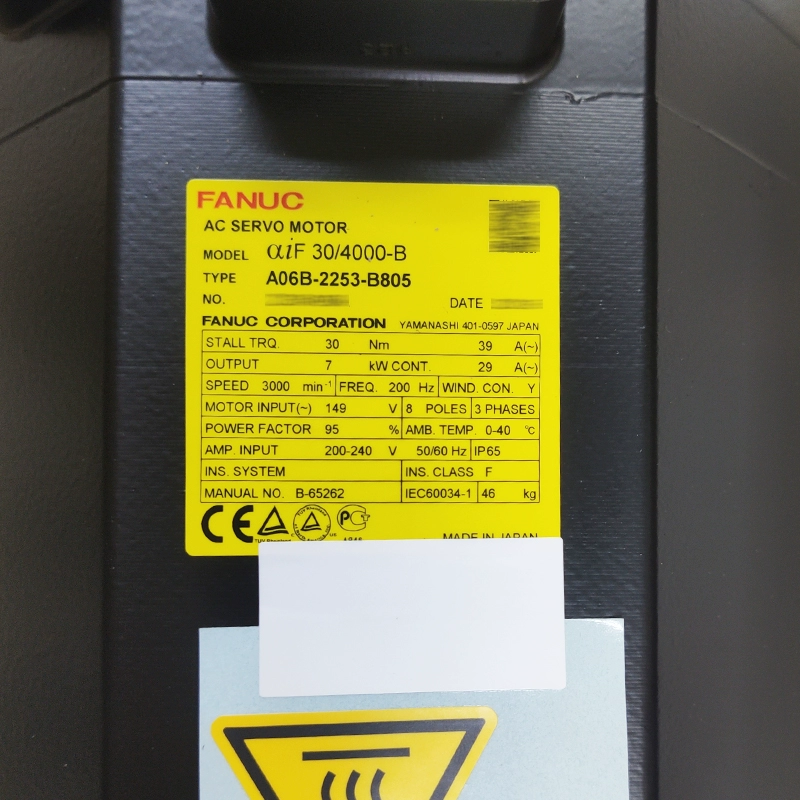 FANUC
AC SERVO MOTOR
MODEL αiF 30/4000-B
TYPE A06B-2253-B805
NO.
DATE
FANUC CORPORATION YAMANASHI 401-0597 JAPAN
STALL TRQ. 30 Nm 39 A(~)
OUTPUT 7 kW CONT. 29 A(~)
SPEED 3000 min⁻¹ FREQ. 200 Hz WIND. CON. Y
MOTOR INPUT(~) 149 V 8 POLES 3 PHASES
POWER FACTOR 95 % AMB. TEMP. 0-40 ℃
AMP. INPUT 200-240 V 50/60 Hz IP65
INS. SYSTEM INS. CLASS F
MANUAL NO. B-65262 IEC60034-1 46 kg
CE
MADE IN JAPAN